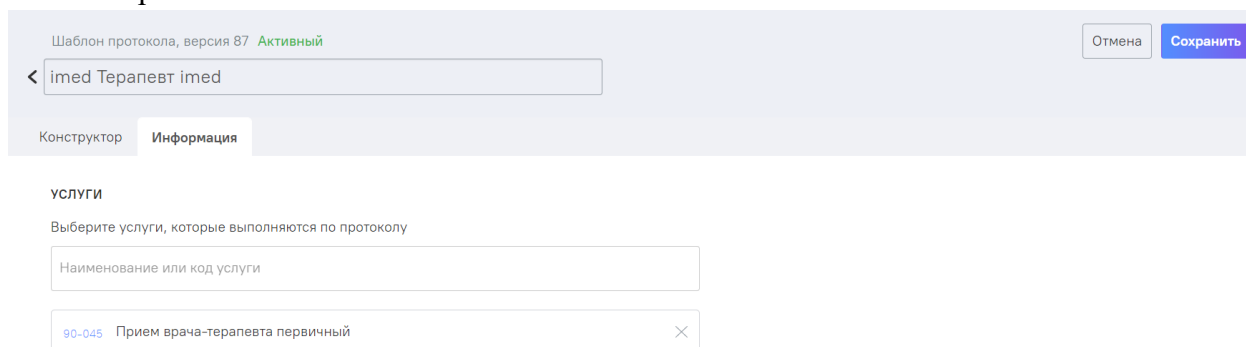 Шаблон протокола, версия 87 Активный
Отмена Сохранить
imed Терапевт imed
Конструктор Информация
УСЛУГИ
Выберите услуги, которые выполняются по протоколу
Наименование или код услуги
90-045 Прием врача-терапевта первичный